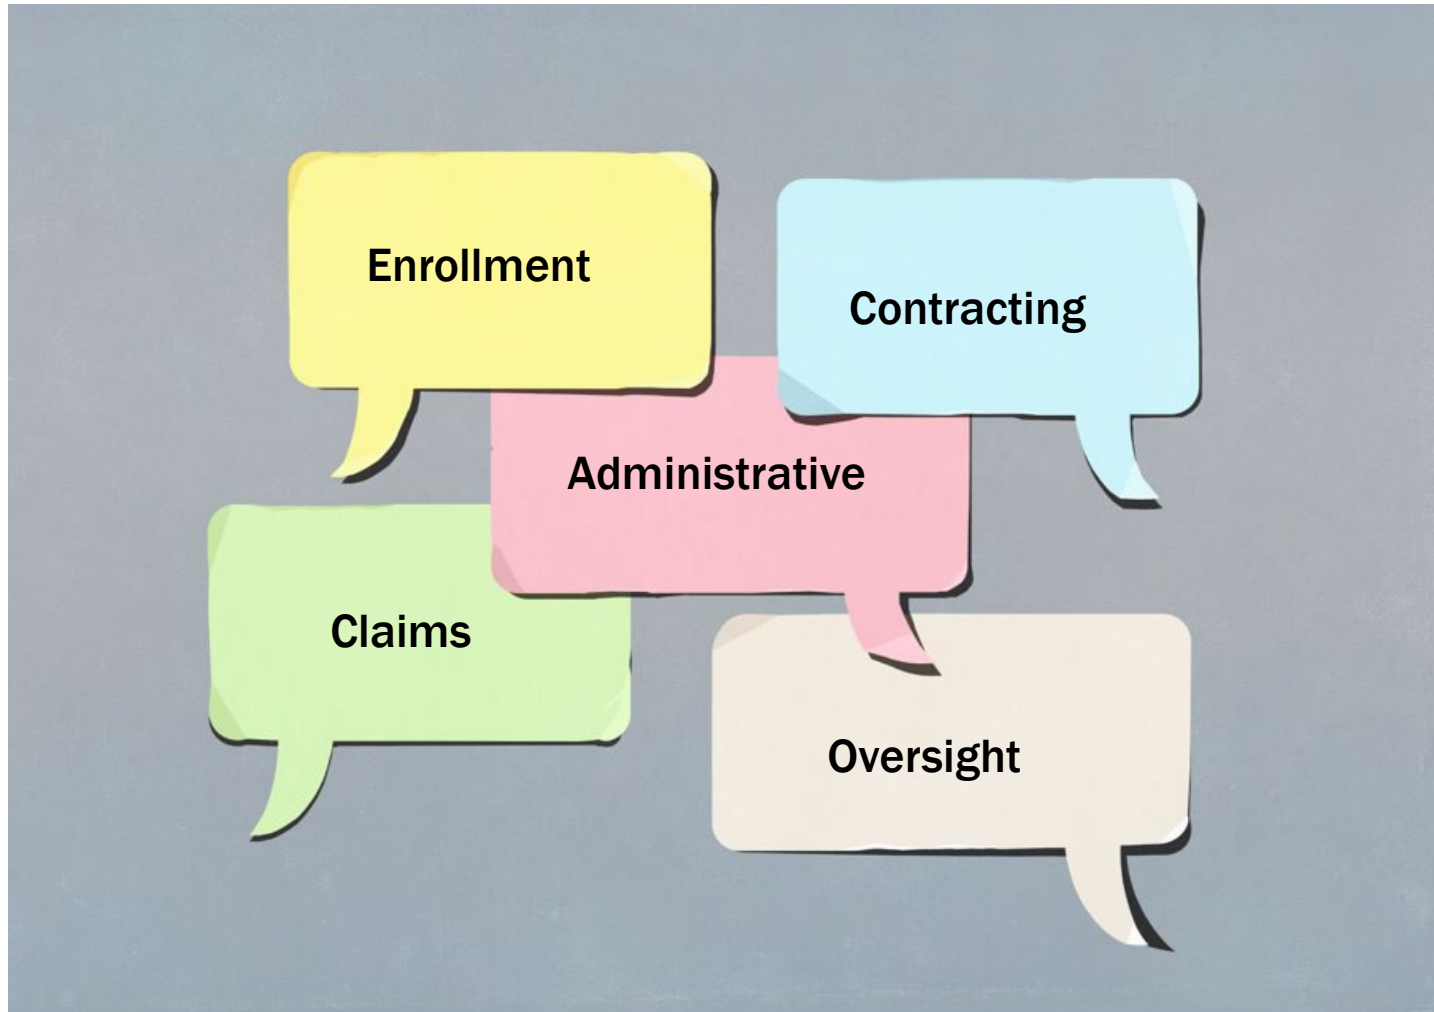 Enrollment
Contracting
Administrative
Claims
Oversight